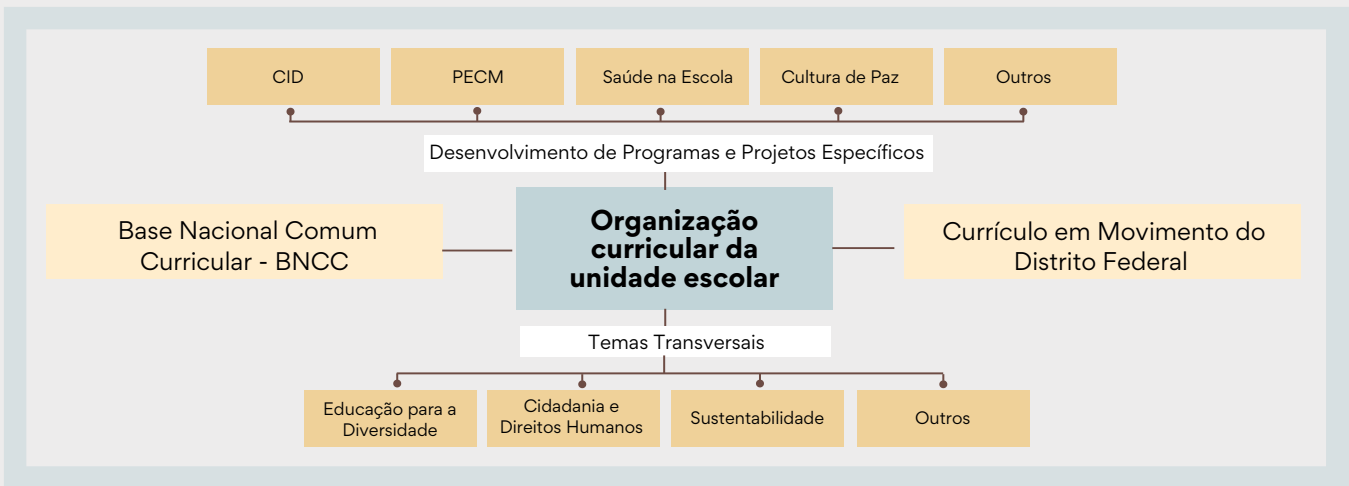 CID
PECM
Saúde na Escola
Cultura de Paz
Outros
Desenvolvimento de Programas e Projetos Específicos
Base Nacional Comum
Curricular - BNCC
Organização
curricular da
unidade escolar
Currículo em Movimento do
Distrito Federal
Temas Transversais
Educação para a
Diversidade
Cidadania e
Direitos Humanos
Sustentabilidade
Outros